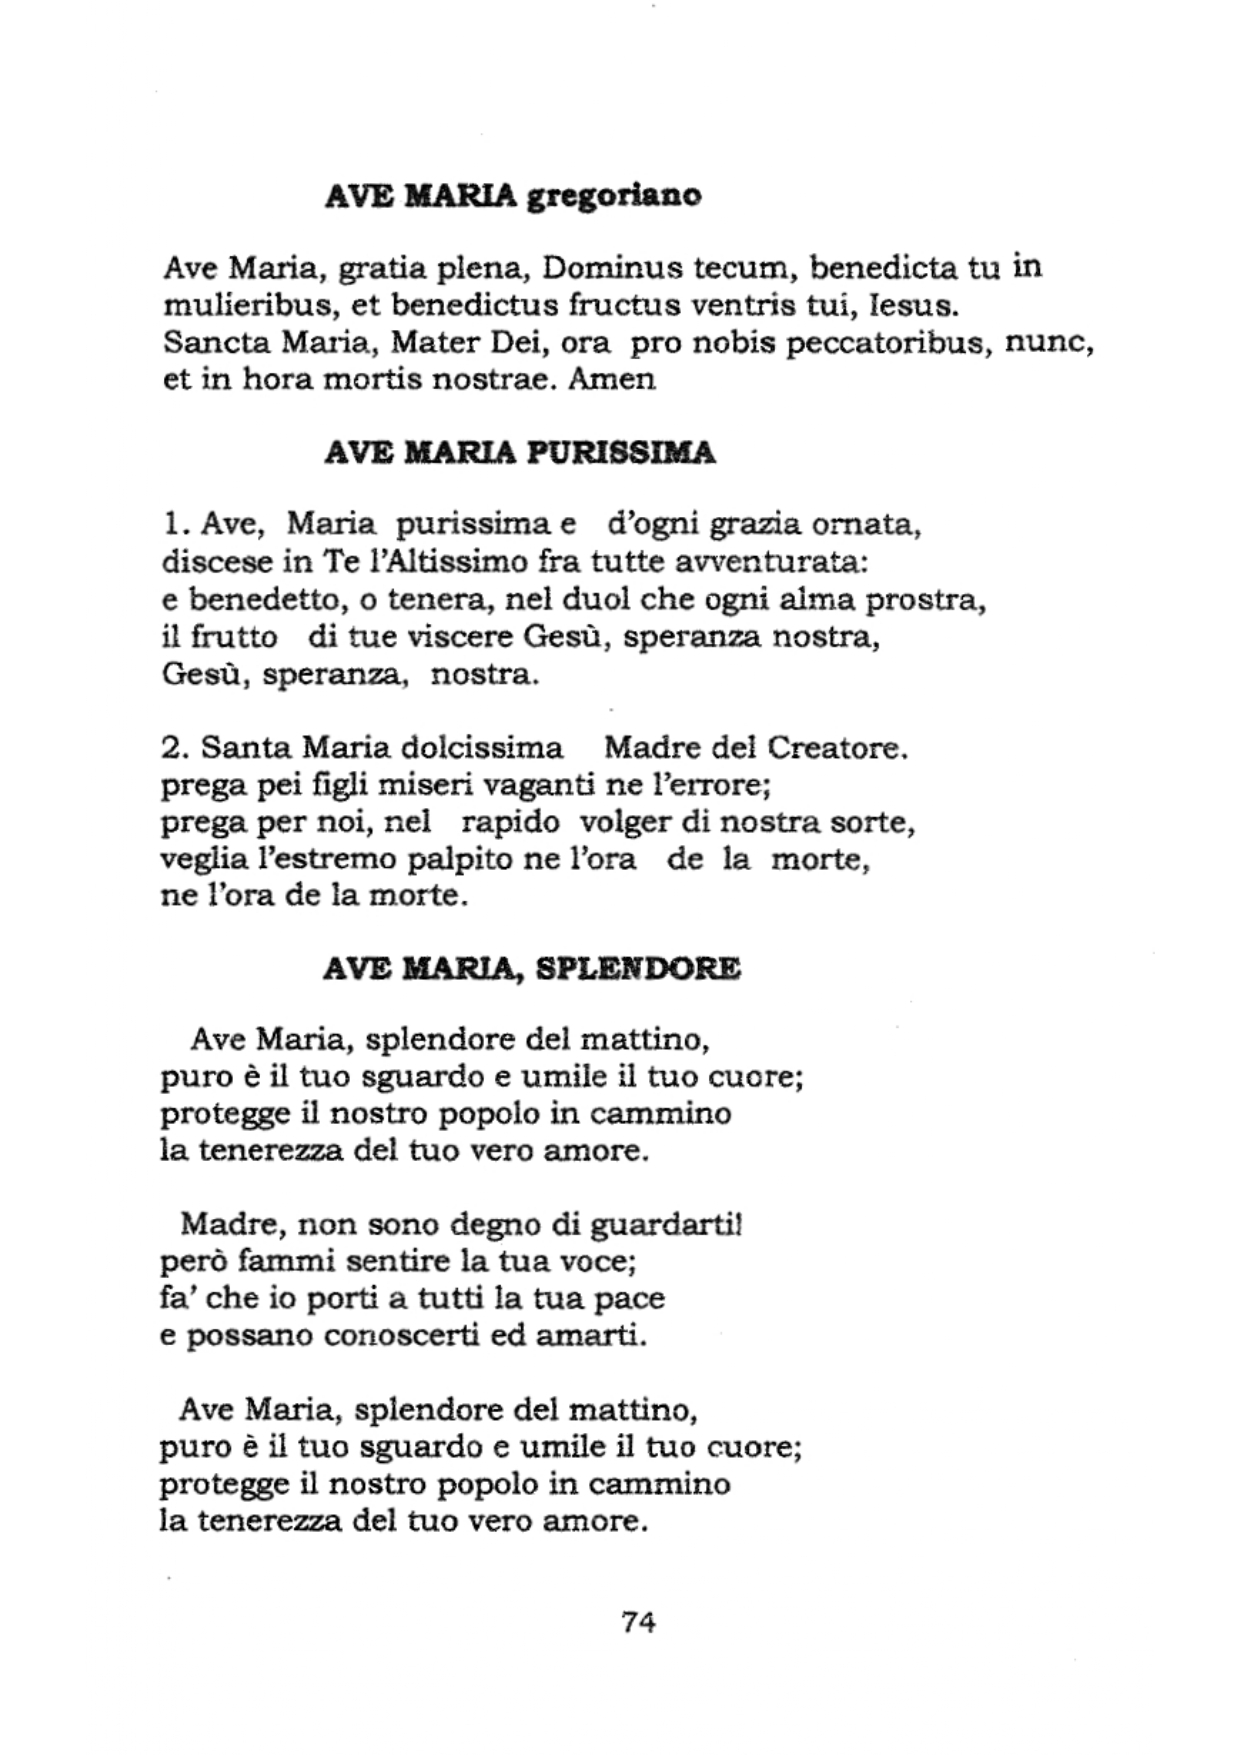 AVE MARIA gregoriano
Ave Maria, gratia plena, Dominus tecum, benedicta tu in
mulieribus, et benedictus fructus ventris tui, Iesus.
Sancta Maria, Mater Dei, ora pro nobis peccatoribus, nunc,
et in hora mortis nostrae. Amen
AVE MARIA PURISSIMA
1. Ave, Maria purissima e d'ogni grazia ornata,
discese in Te l'Altissimo fra tutte avventurata:
e benedetto, o tenera, nel duol che ogni alma prostra,
il frutto di tue viscere Gesù, speranza nostra,
Gesù, speranza, nostra.
2. Santa Maria dolcissima Madre del Creatore.
prega pei figli miseri vaganti ne l'errore;
prega per noi, nel rapido volger di nostra sorte,
veglia l'estremo palpito ne l'ora de la morte,
ne l'ora de la morte.
AVE MARIA, SPLENDORE
Ave Maria, splendore del mattino,
puro è il tuo sguardo e umile il tuo cuore;
protegge il nostro popolo in cammino
la tenerezza del tuo vero amore.
Madre, non sono degno di guardarti!
però fammi sentire la tua voce;
fa' che io porti a tutti la tua pace
e possano conoscerti ed amarti.
Ave Maria, splendore del mattino,
puro è il tuo sguardo e umile il tuo cuore;
protegge il nostro popolo in cammino
la tenerezza del tuo vero amore.
74